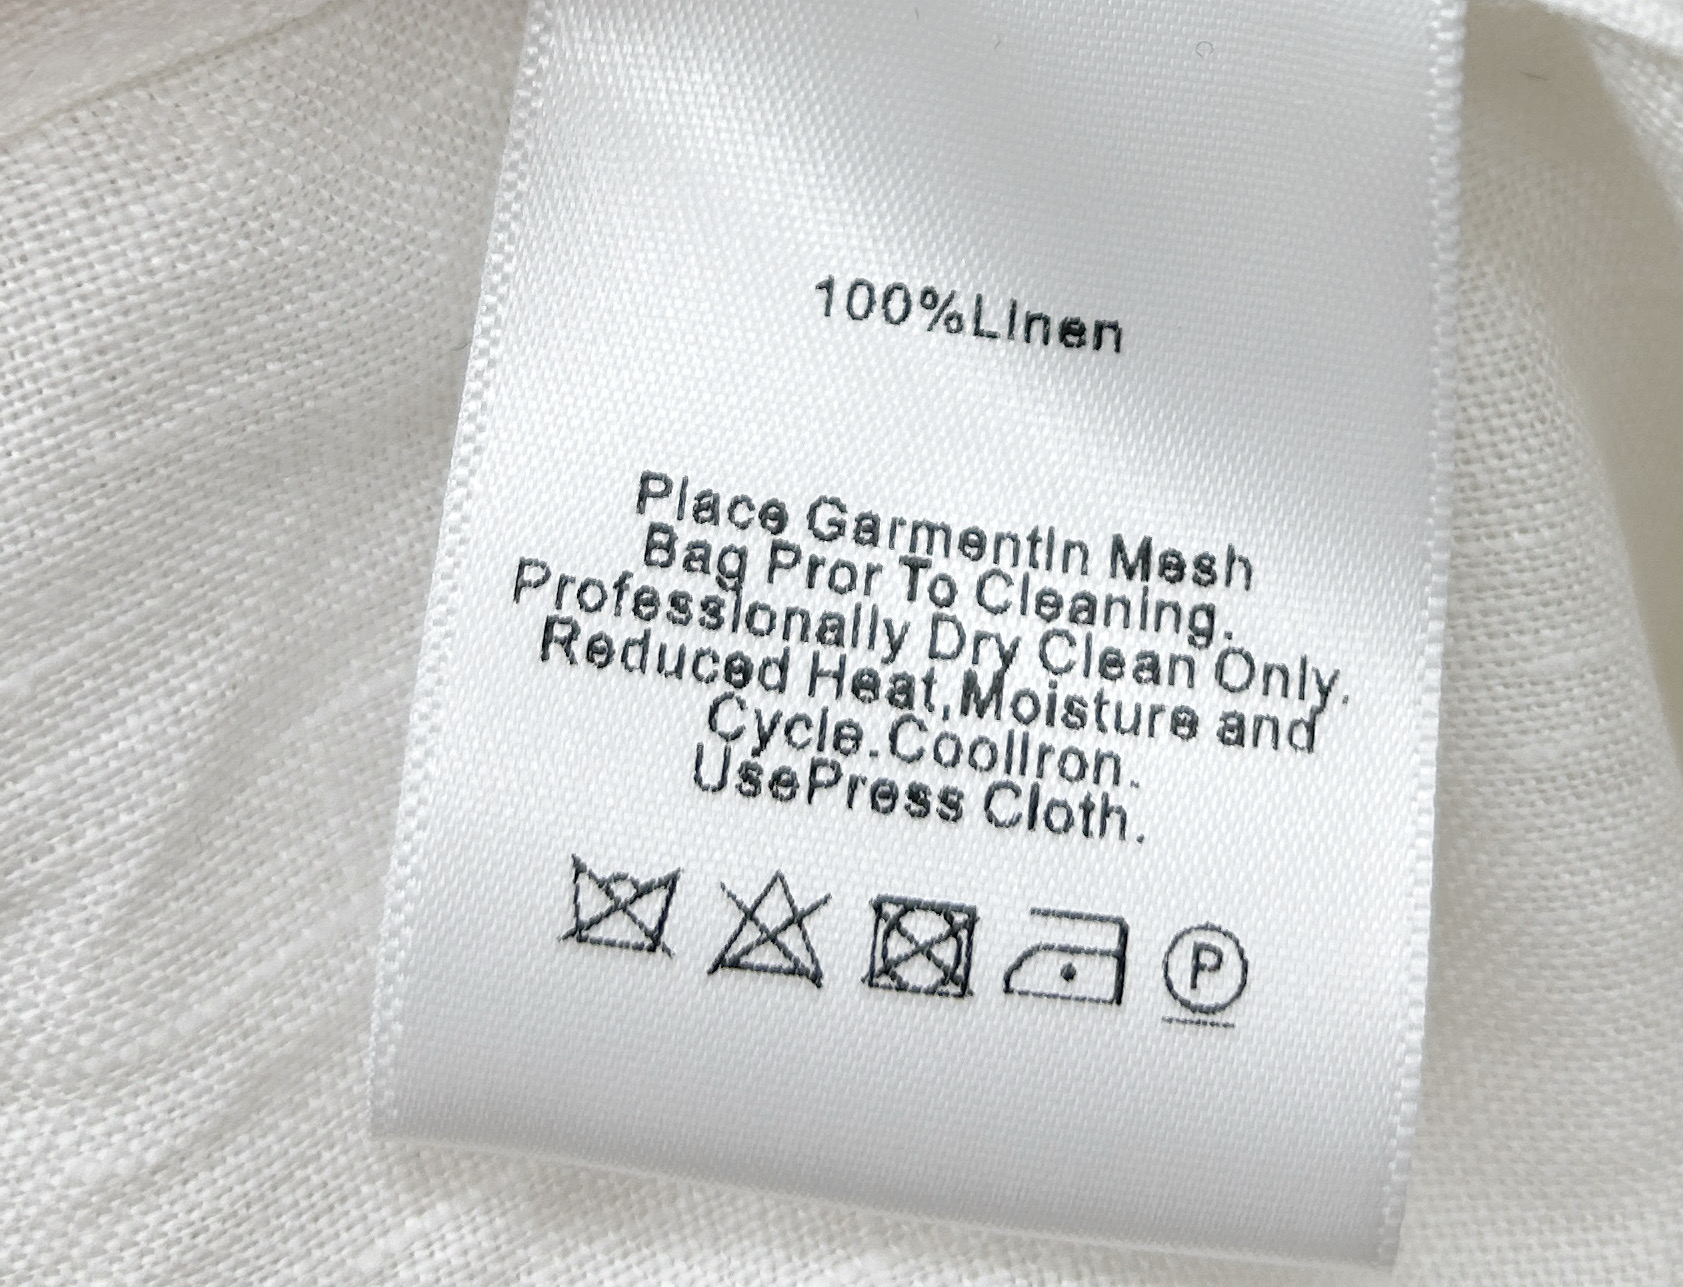 100%LInen
Place GarmentIn Mesh
Bag Pror To CleanIng.
ProfessIonally Dry Clean Only.
Reduced Heat,Moisture and
Cycle.CoolIron.
UsePress Cloth.
P